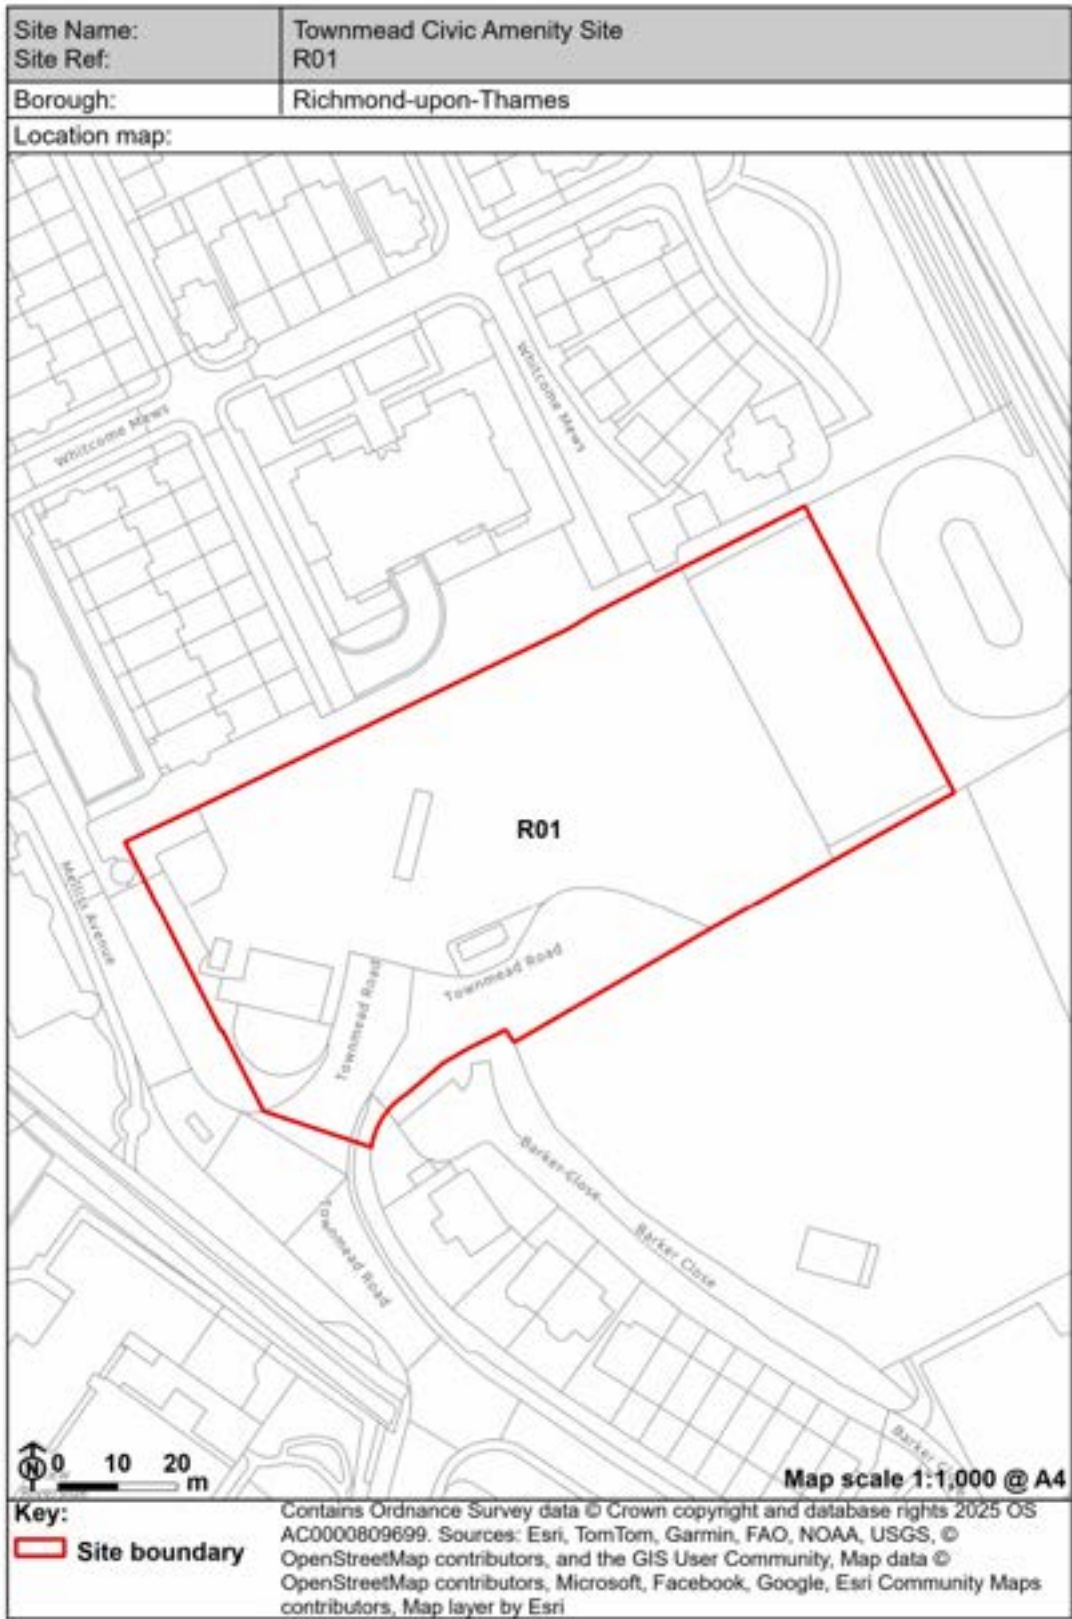 Site Name: Townmead Civic Amenity Site
Site Ref: R01
Borough: Richmond-upon-Thames
Location map:
Whitcome Mews
Whitcome Mews
R01
Melliss Avenue
Townmead Road
Townmead Road
Barker Close
Barker Close
Townmead Road
Barker
N 0 10 20 m
Map scale 1:1,000 @ A4
Key:
Site boundary
Contains Ordnance Survey data © Crown copyright and database rights 2025 OS
AC0000809699. Sources: Esri, TomTom, Garmin, FAO, NOAA, USGS, ©
OpenStreetMap contributors, and the GIS User Community, Map data ©
OpenStreetMap contributors, Microsoft, Facebook, Google, Esri Community Maps
contributors, Map layer by Esri